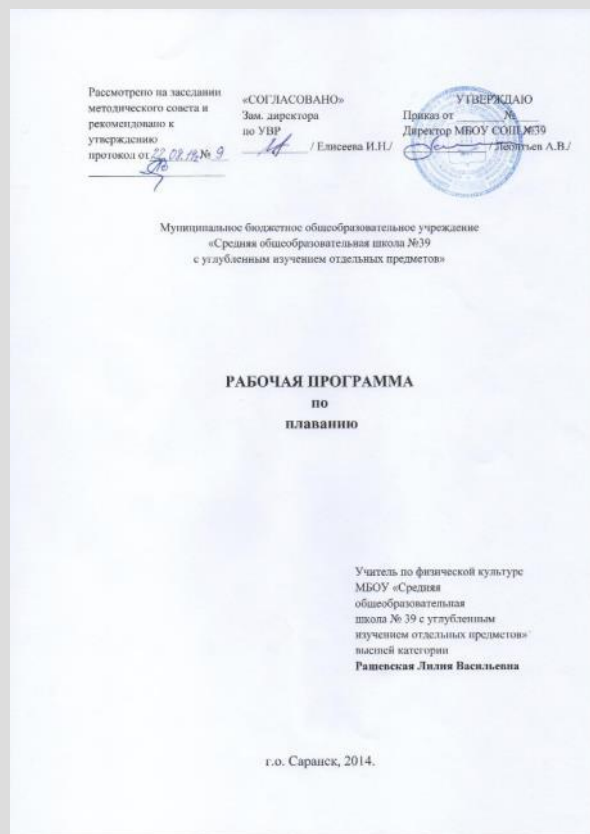 Рассмотрено на заседании
методического совета и
рекомендовано к
утверждению
протокол от 22.08.14 № 9
«СОГЛАСОВАНО»
Зам. директора
по УВР
/ Елисеева И.Н./
УТВЕРЖДАЮ
Приказ от ________ № ____
Директор МБОУ СОШ №39
/ Леонтьев А.В./
Муниципальное бюджетное общеобразовательное учреждение
«Средняя общеобразовательная школа №39
с углубленным изучением отдельных предметов»
РАБОЧАЯ ПРОГРАММА
по
плаванию
Учитель по физической культуре
МБОУ «Средняя
общеобразовательная
школа № 39 с углубленным
изучением отдельных предметов»
высшей категории
Рашевская Лилия Васильевна
г.о. Саранск, 2014.